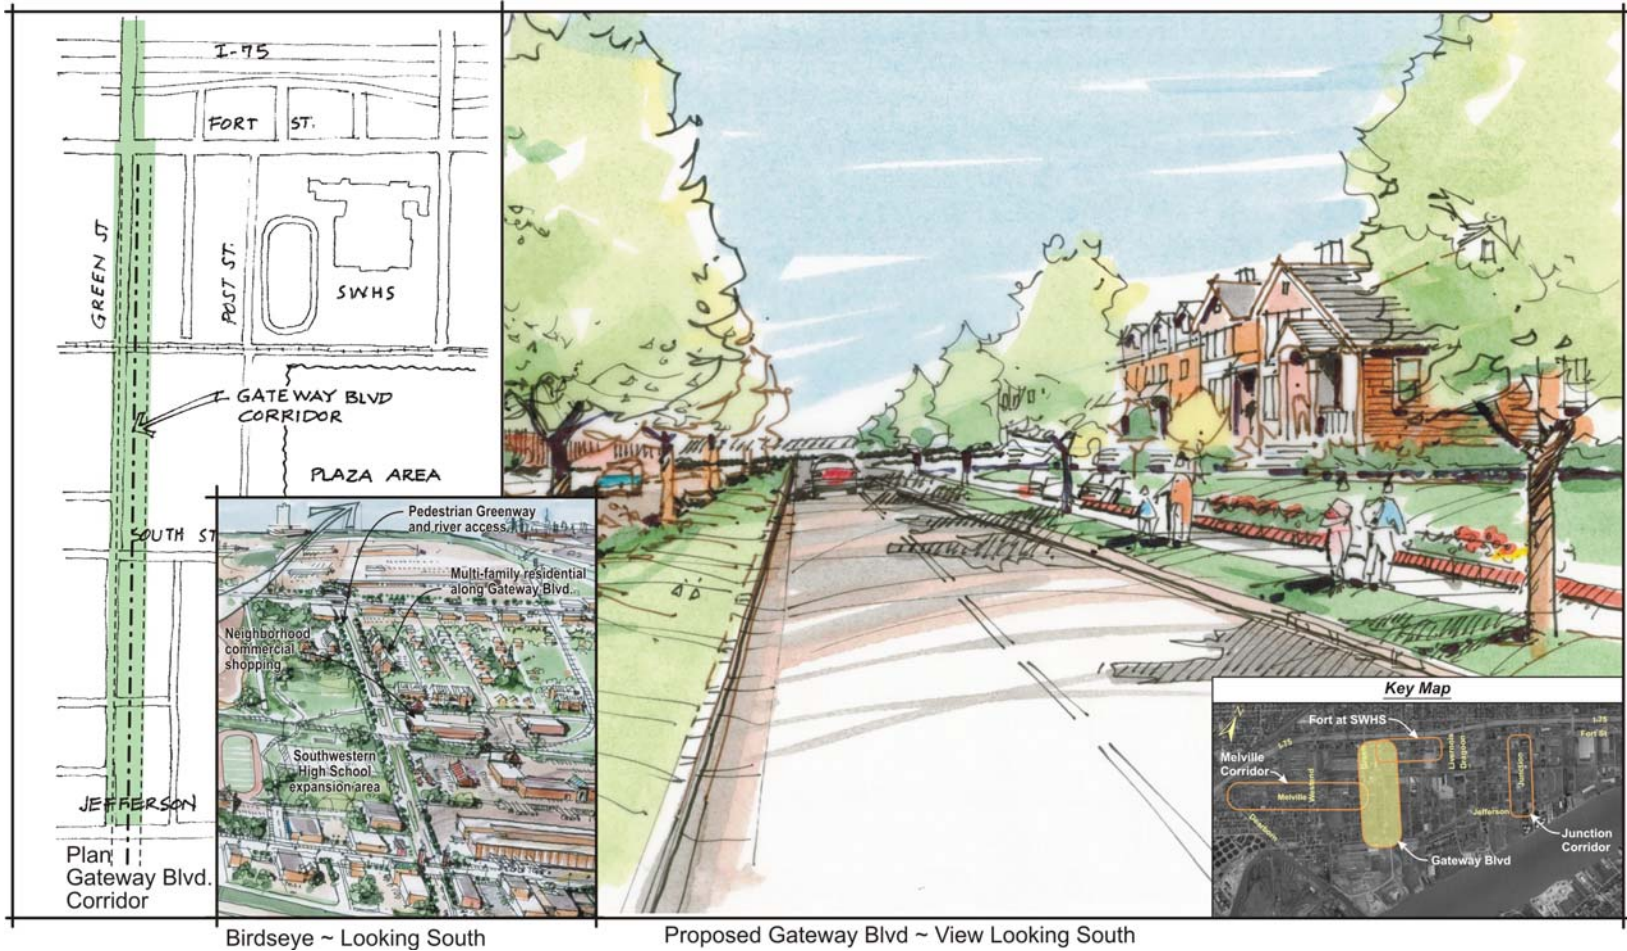 I-75
FORT ST.
GREEN ST
POST ST.
SWHS
GATEWAY BLVD
CORRIDOR
PLAZA AREA
SOUTH ST
JEFFERSON
Plan
Gateway Blvd.
Corridor
Pedestrian Greenway
and river access
Multi-family residential
along Gateway Blvd.
Neighborhood
commercial
shopping
Southwestern
High School
expansion area
Birdseye ~ Looking South
Proposed Gateway Blvd ~ View Looking South
Key Map
Fort at SWHS
I-75
Fort St
I-75
Melville
Corridor
Livernois
Dragoon
Junction
Melville
Westend
Jefferson
Dearborn
Junction
Corridor
Gateway Blvd